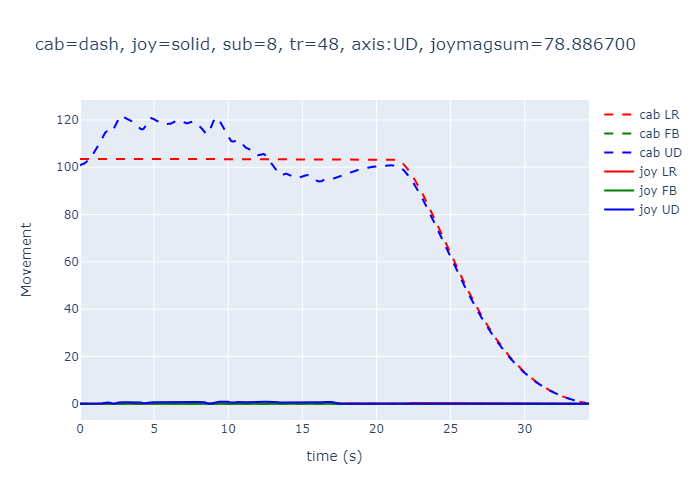 cab=dash, joy=solid, sub=8, tr=48, axis:UD, joymagsum=78.886700
120
100
80
60
40
20
0
Movement
0
5
10
15
20
25
30
time (s)
cab LR
cab FB
cab UD
joy LR
joy FB
joy UD